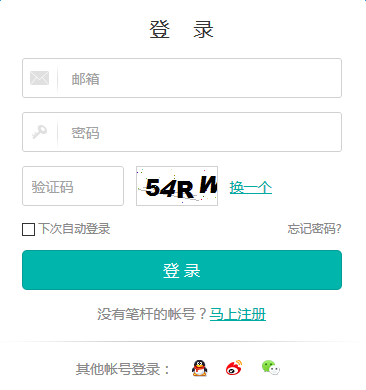 登 录
邮箱
密码
验证码 54RW 换一个
下次自动登录 忘记密码?
登录
没有笔杆的帐号？马上注册
其他帐号登录：